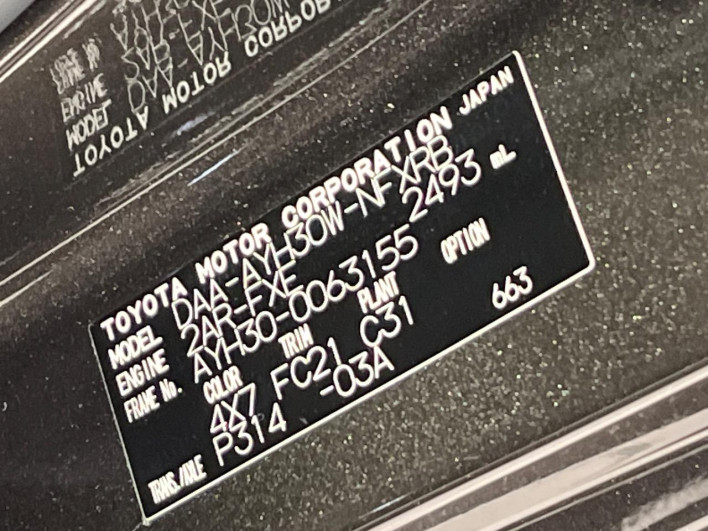 TOYOTA MOTOR CORPORATION JAPAN
MODEL DAA-AYH30W-NFXRB
ENGINE 2AR-FXE 2493 mL
FRAME No. AYH30-0063155
COLOR TRIM PLANT OPTION
4X7 FC21 C31 663
TRANS./AXLE P314 -03A